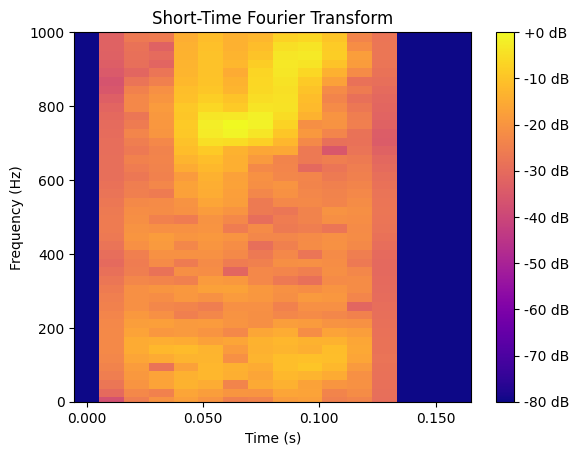 Short-Time Fourier Transform
1000
800
600
400
200
0
Frequency (Hz)
0.000
0.050
0.100
0.150
Time (s)
+0 dB
-10 dB
-20 dB
-30 dB
-40 dB
-50 dB
-60 dB
-70 dB
-80 dB